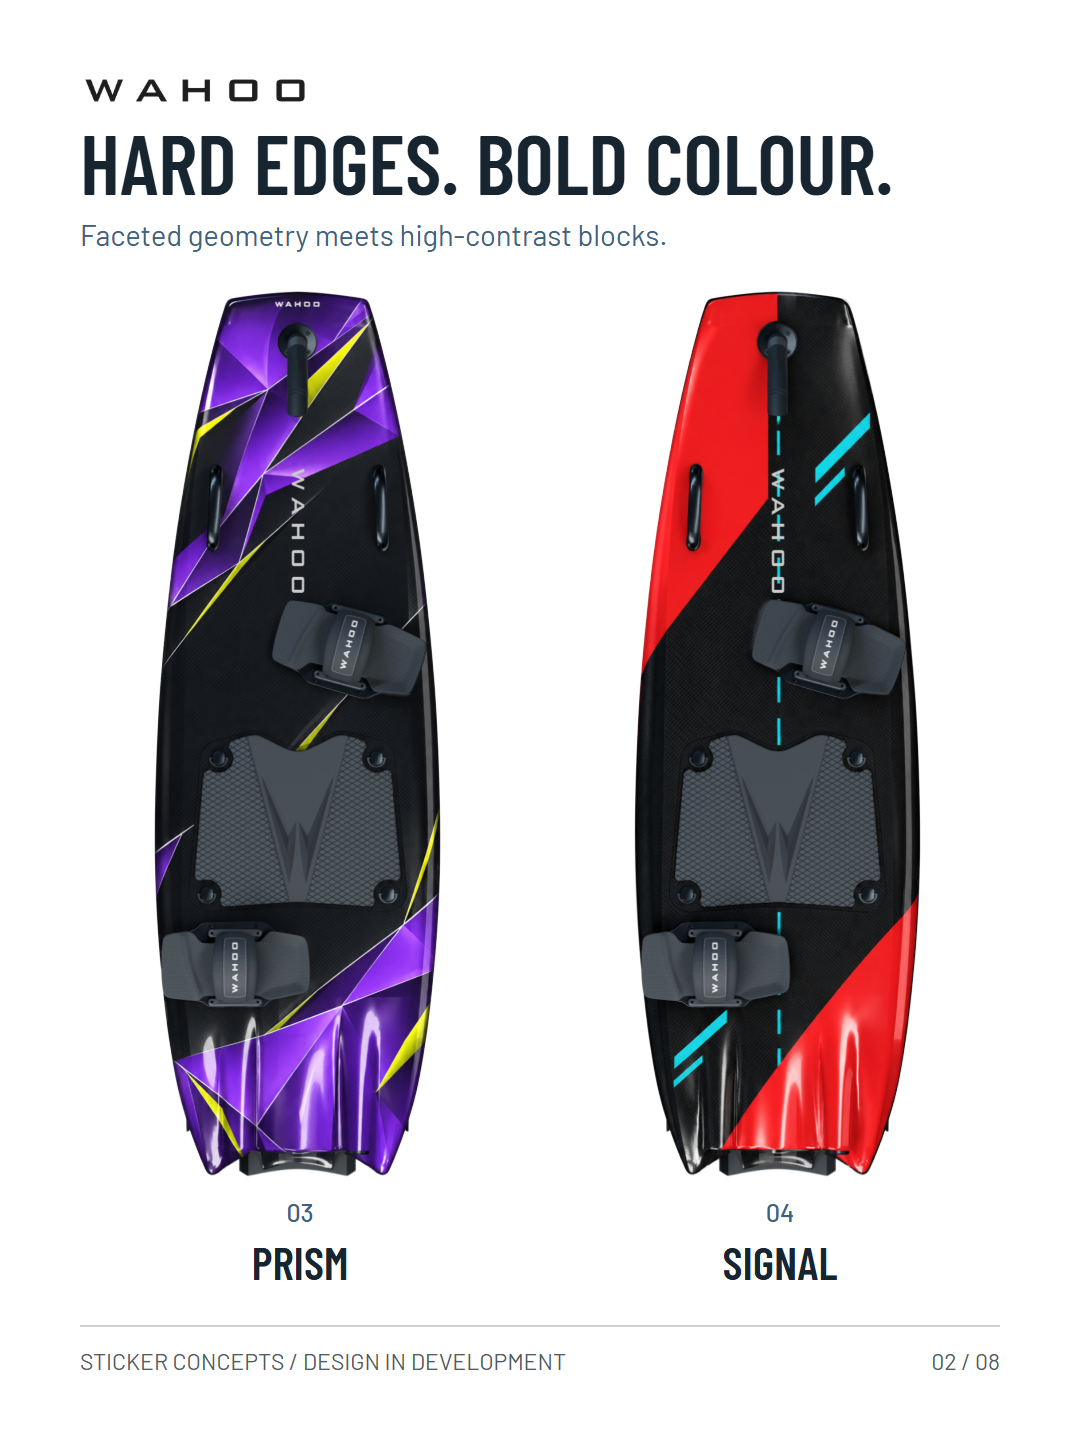 WAHOO
HARD EDGES. BOLD COLOUR.
Faceted geometry meets high-contrast blocks.
WAHOO
WAHOO
WAHOO
WAHOO
WAHOO
WAHOO
WAHOO
03
04
PRISM
SIGNAL
STICKER CONCEPTS / DESIGN IN DEVELOPMENT
02 / 08